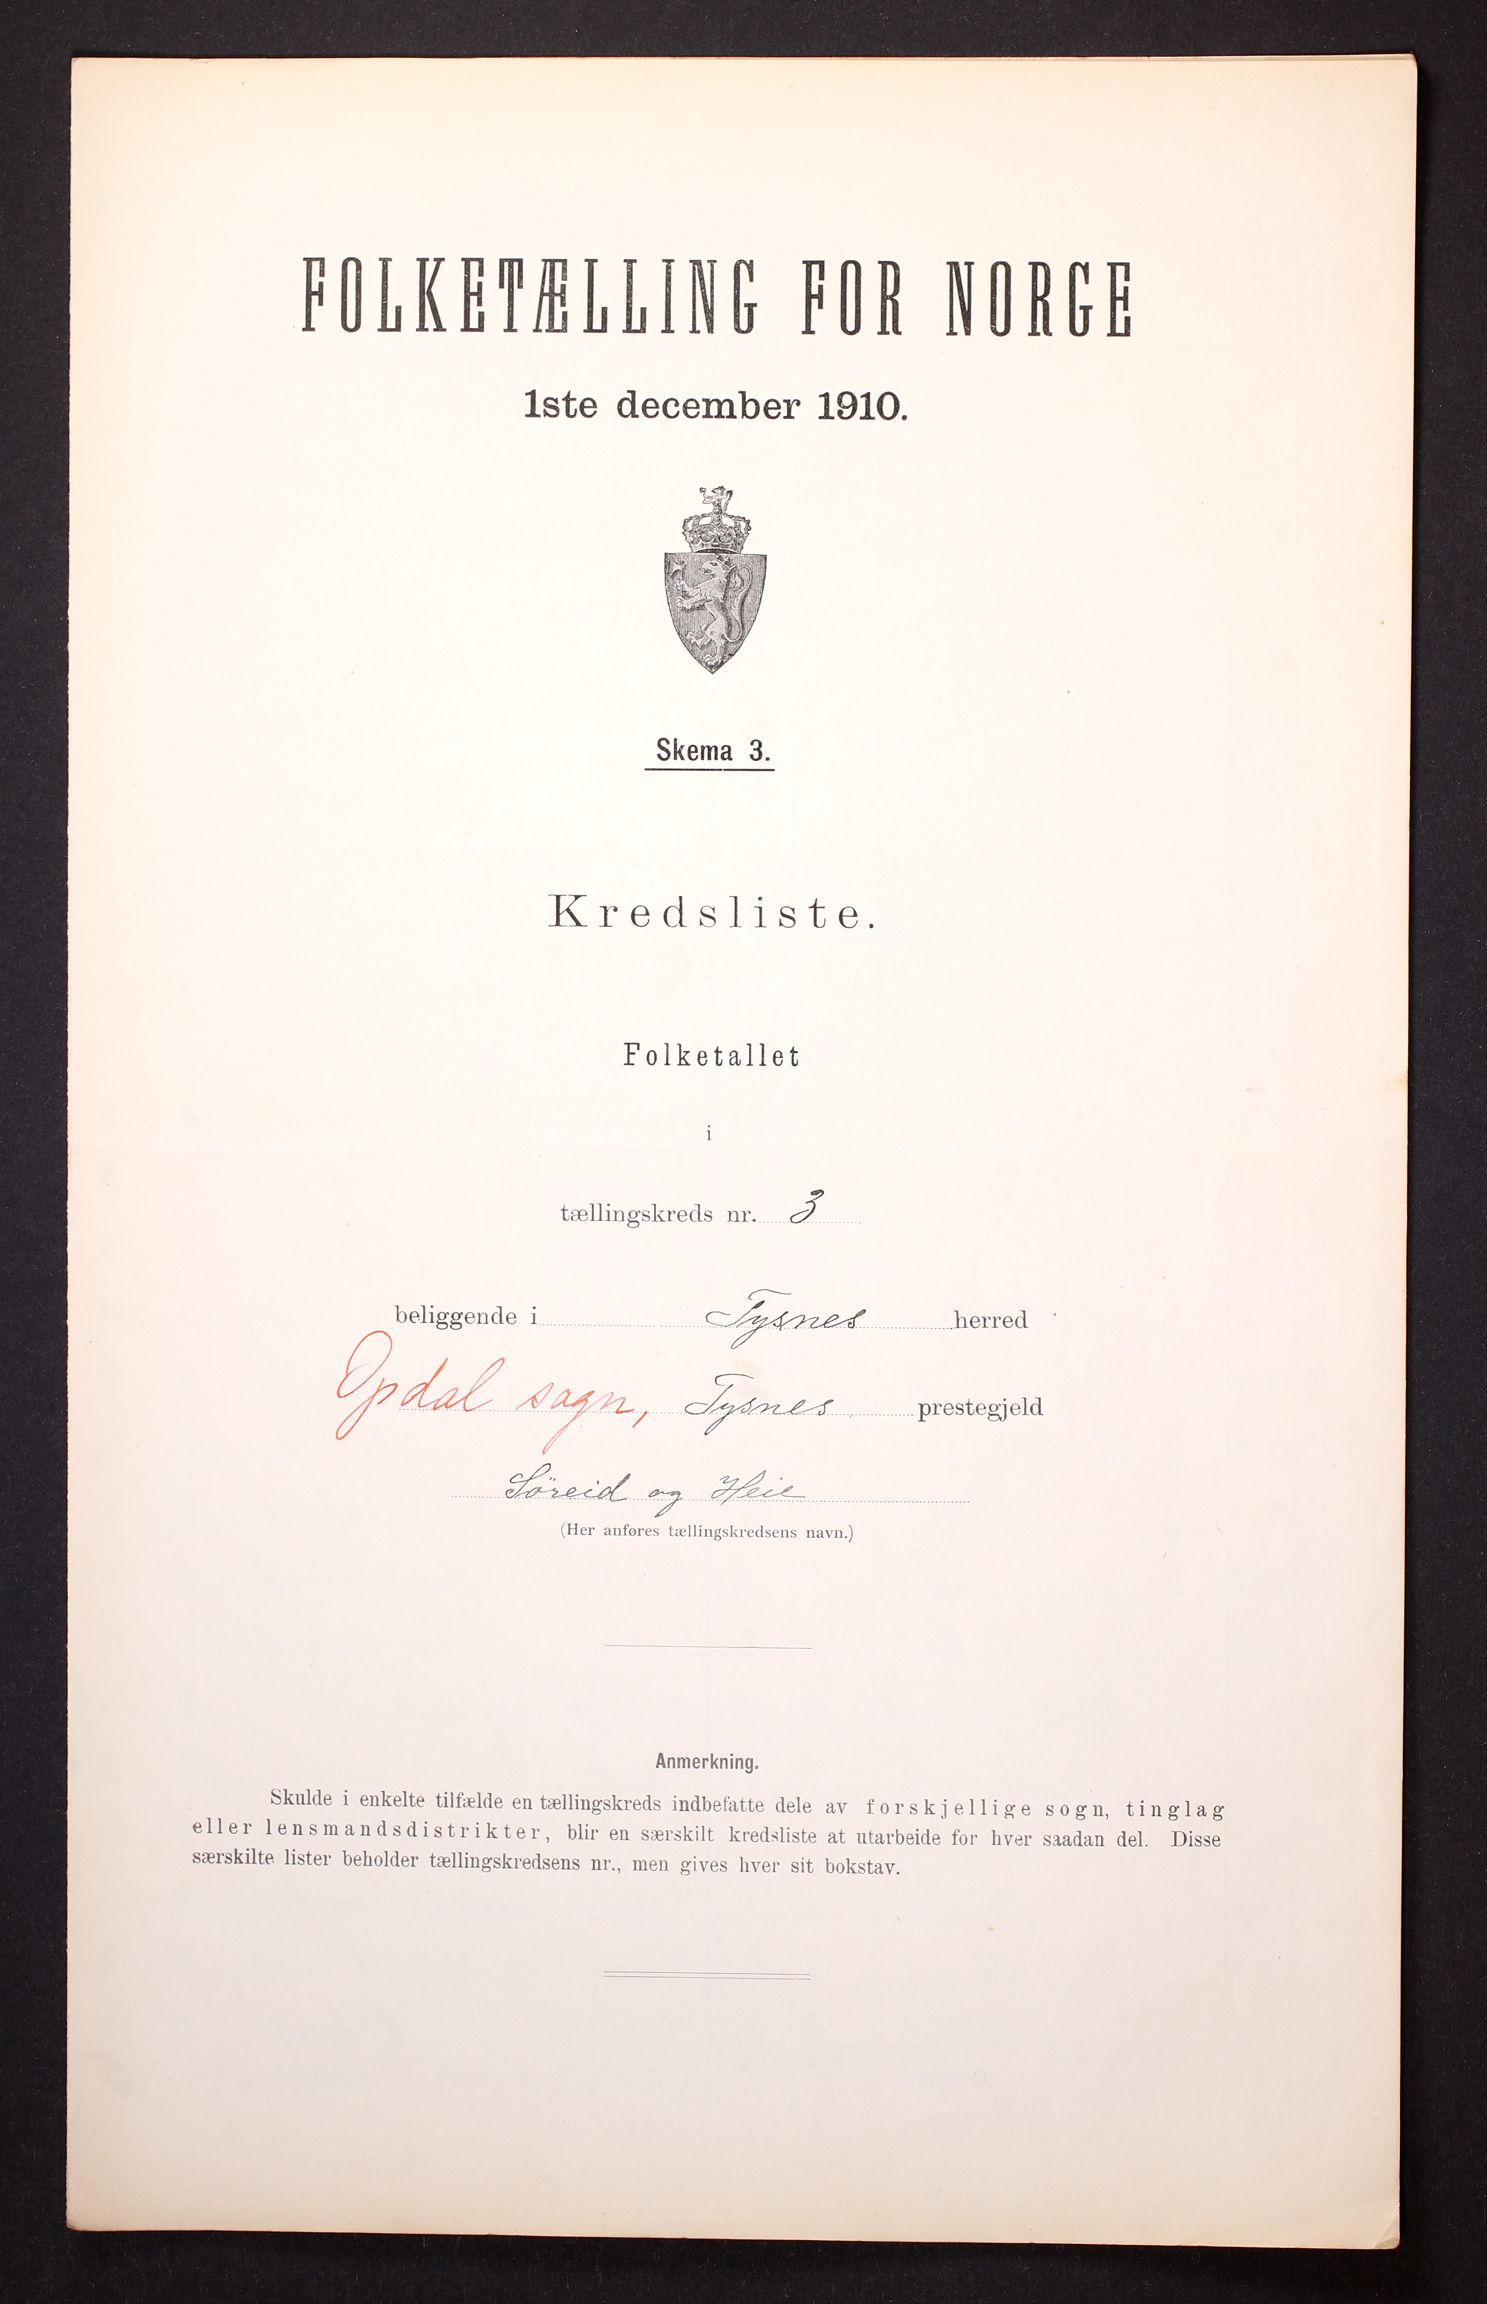 FOLKETÆLLING FOR NORGE
1ste december 1910.
Skema 3.
Kredsliste.
Folketallet
i
tællingskreds nr. 3
beliggende i Tysnes herred
Opdal sogn, Tysnes prestegjeld
Söreid og Heie
(Her anføres tællingskredsens navn.)
Anmerkning.
Skulde i enkelte tilfælde en tællingskreds indbefatte dele av forskjellige sogn, tinglag
eller lensmandsdistrikter, blir en særskilt kredsliste at utarbeide for hver saadan del. Disse
særskilte lister beholder tællingskredsens nr., men gives hver sit bokstav.